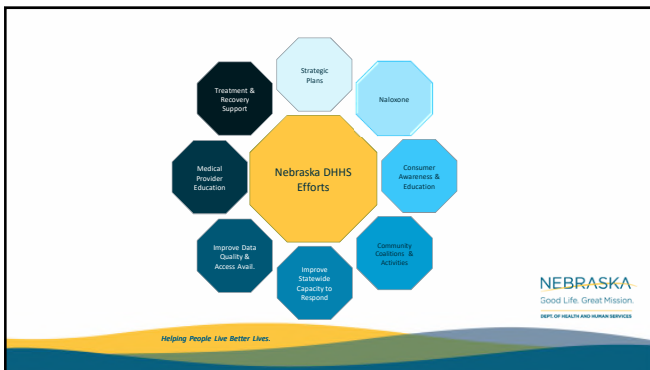 Strategic
Plans
Naloxone
Consumer
Awareness &
Education
Community
Coalitions &
Activities
Improve
Statewide
Capacity to
Respond
Improve Data
Quality &
Access Avail.
Medical
Provider
Education
Treatment &
Recovery
Support
Nebraska DHHS
Efforts
NEBRASKA
Good Life. Great Mission.
DEPT. OF HEALTH AND HUMAN SERVICES
Helping People Live Better Lives.